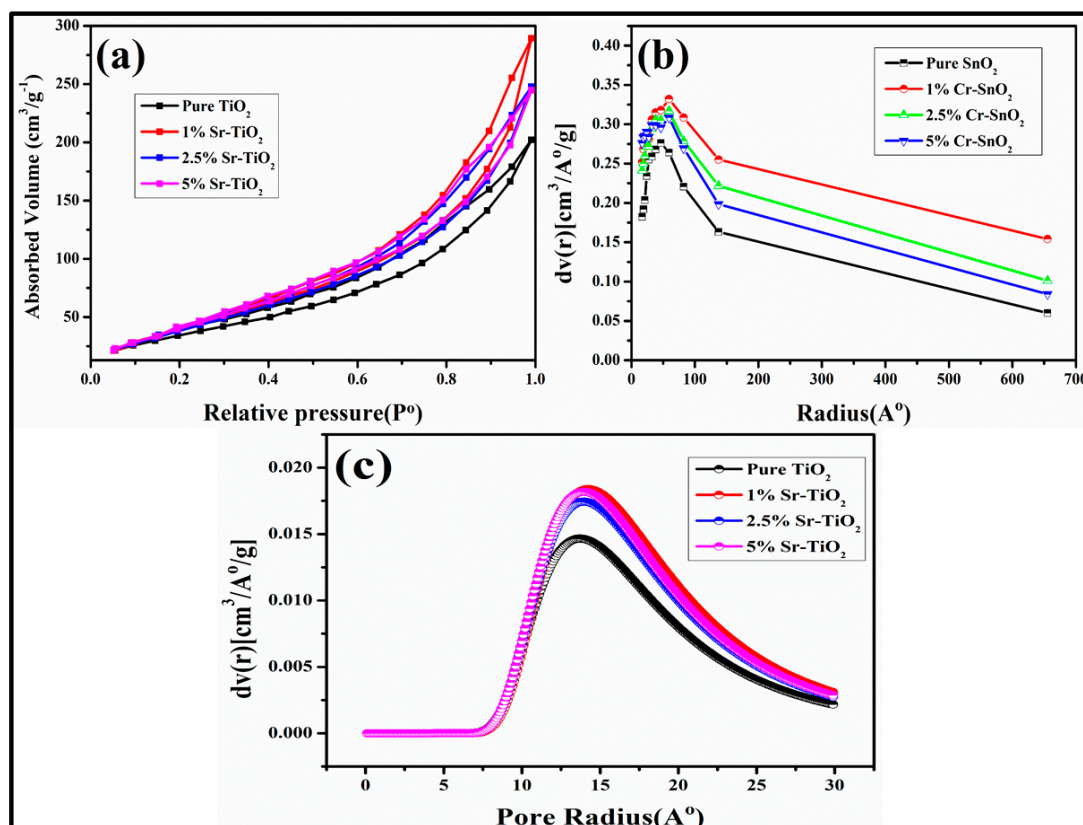 (a)
Pure TiO₂
1% Sr-TiO₂
2.5% Sr-TiO₂
5% Sr-TiO₂
Absorbed Volume (cm³/g⁻¹)
300
250
200
150
100
50
0.0 0.2 0.4 0.6 0.8 1.0
Relative pressure(Pᵒ)
(b)
Pure SnO₂
1% Cr-SnO₂
2.5% Cr-SnO₂
5% Cr-SnO₂
dv(r)[cm³/Aᵒ/g]
0.40
0.35
0.30
0.25
0.20
0.15
0.10
0.05
0.00
0 100 200 300 400 500 600 700
Radius(Aᵒ)
(c)
Pure TiO₂
1% Sr-TiO₂
2.5% Sr-TiO₂
5% Sr-TiO₂
dv(r)[cm³/Aᵒ/g]
0.020
0.015
0.010
0.005
0.000
0 5 10 15 20 25 30
Pore Radius(Aᵒ)